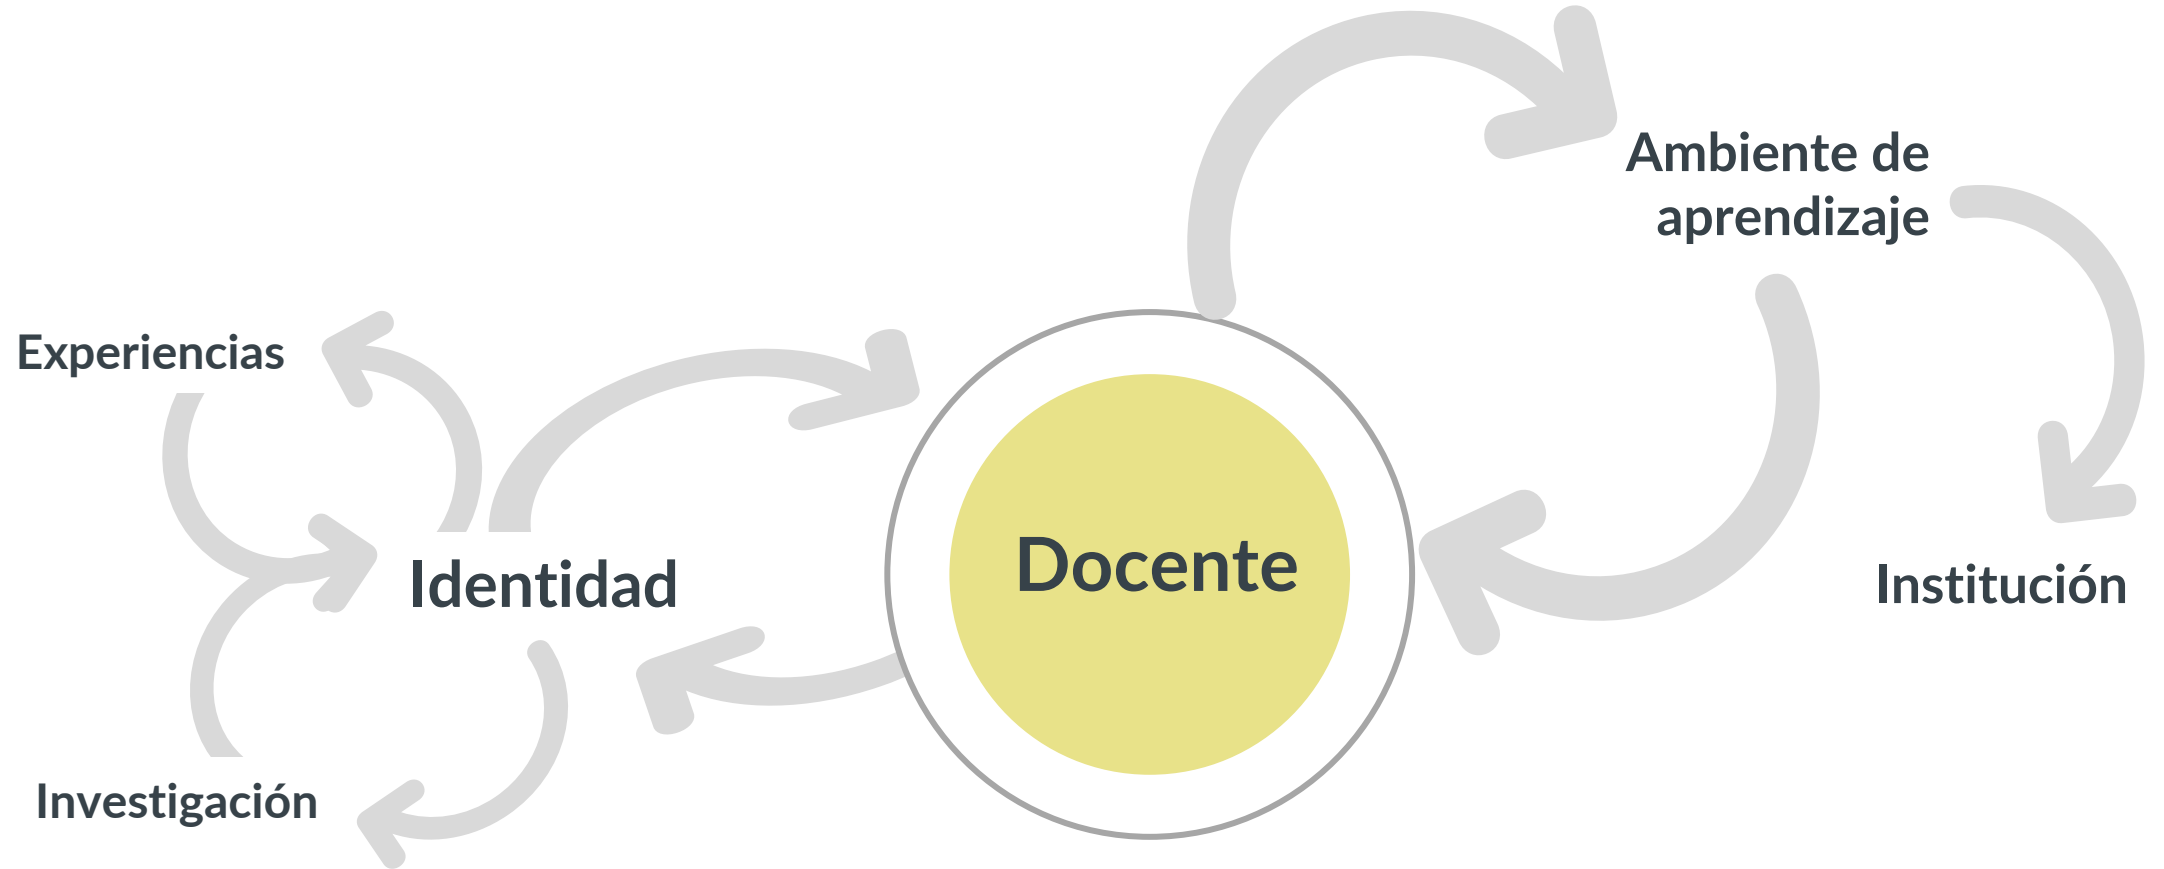 Ambiente de
aprendizaje
Experiencias
Identidad
Docente
Institución
Investigación